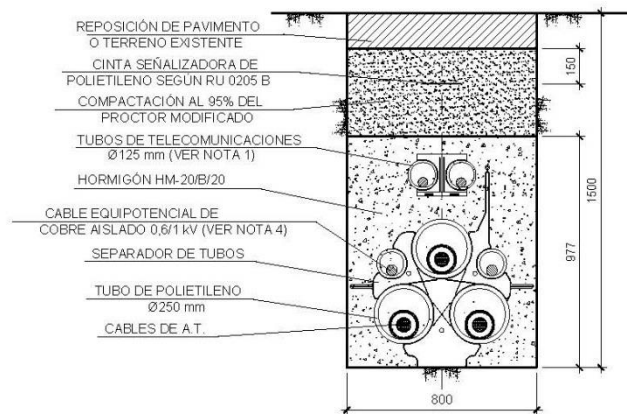 REPOSICIÓN DE PAVIMENTO
O TERRENO EXISTENTE
CINTA SEÑALIZADORA DE
POLIETILENO SEGÚN RU 0205 B
COMPACTACIÓN AL 95% DEL
PROCTOR MODIFICADO
TUBOS DE TELECOMUNICACIONES
Ø125 mm (VER NOTA 1)
HORMIGÓN HM-20/B/20
CABLE EQUIPOTENCIAL DE
COBRE AISLADO 0,6/1 kV (VER NOTA 4)
SEPARADOR DE TUBOS
TUBO DE POLIETILENO
Ø250 mm
CABLES DE A.T.
150
1500
977
800